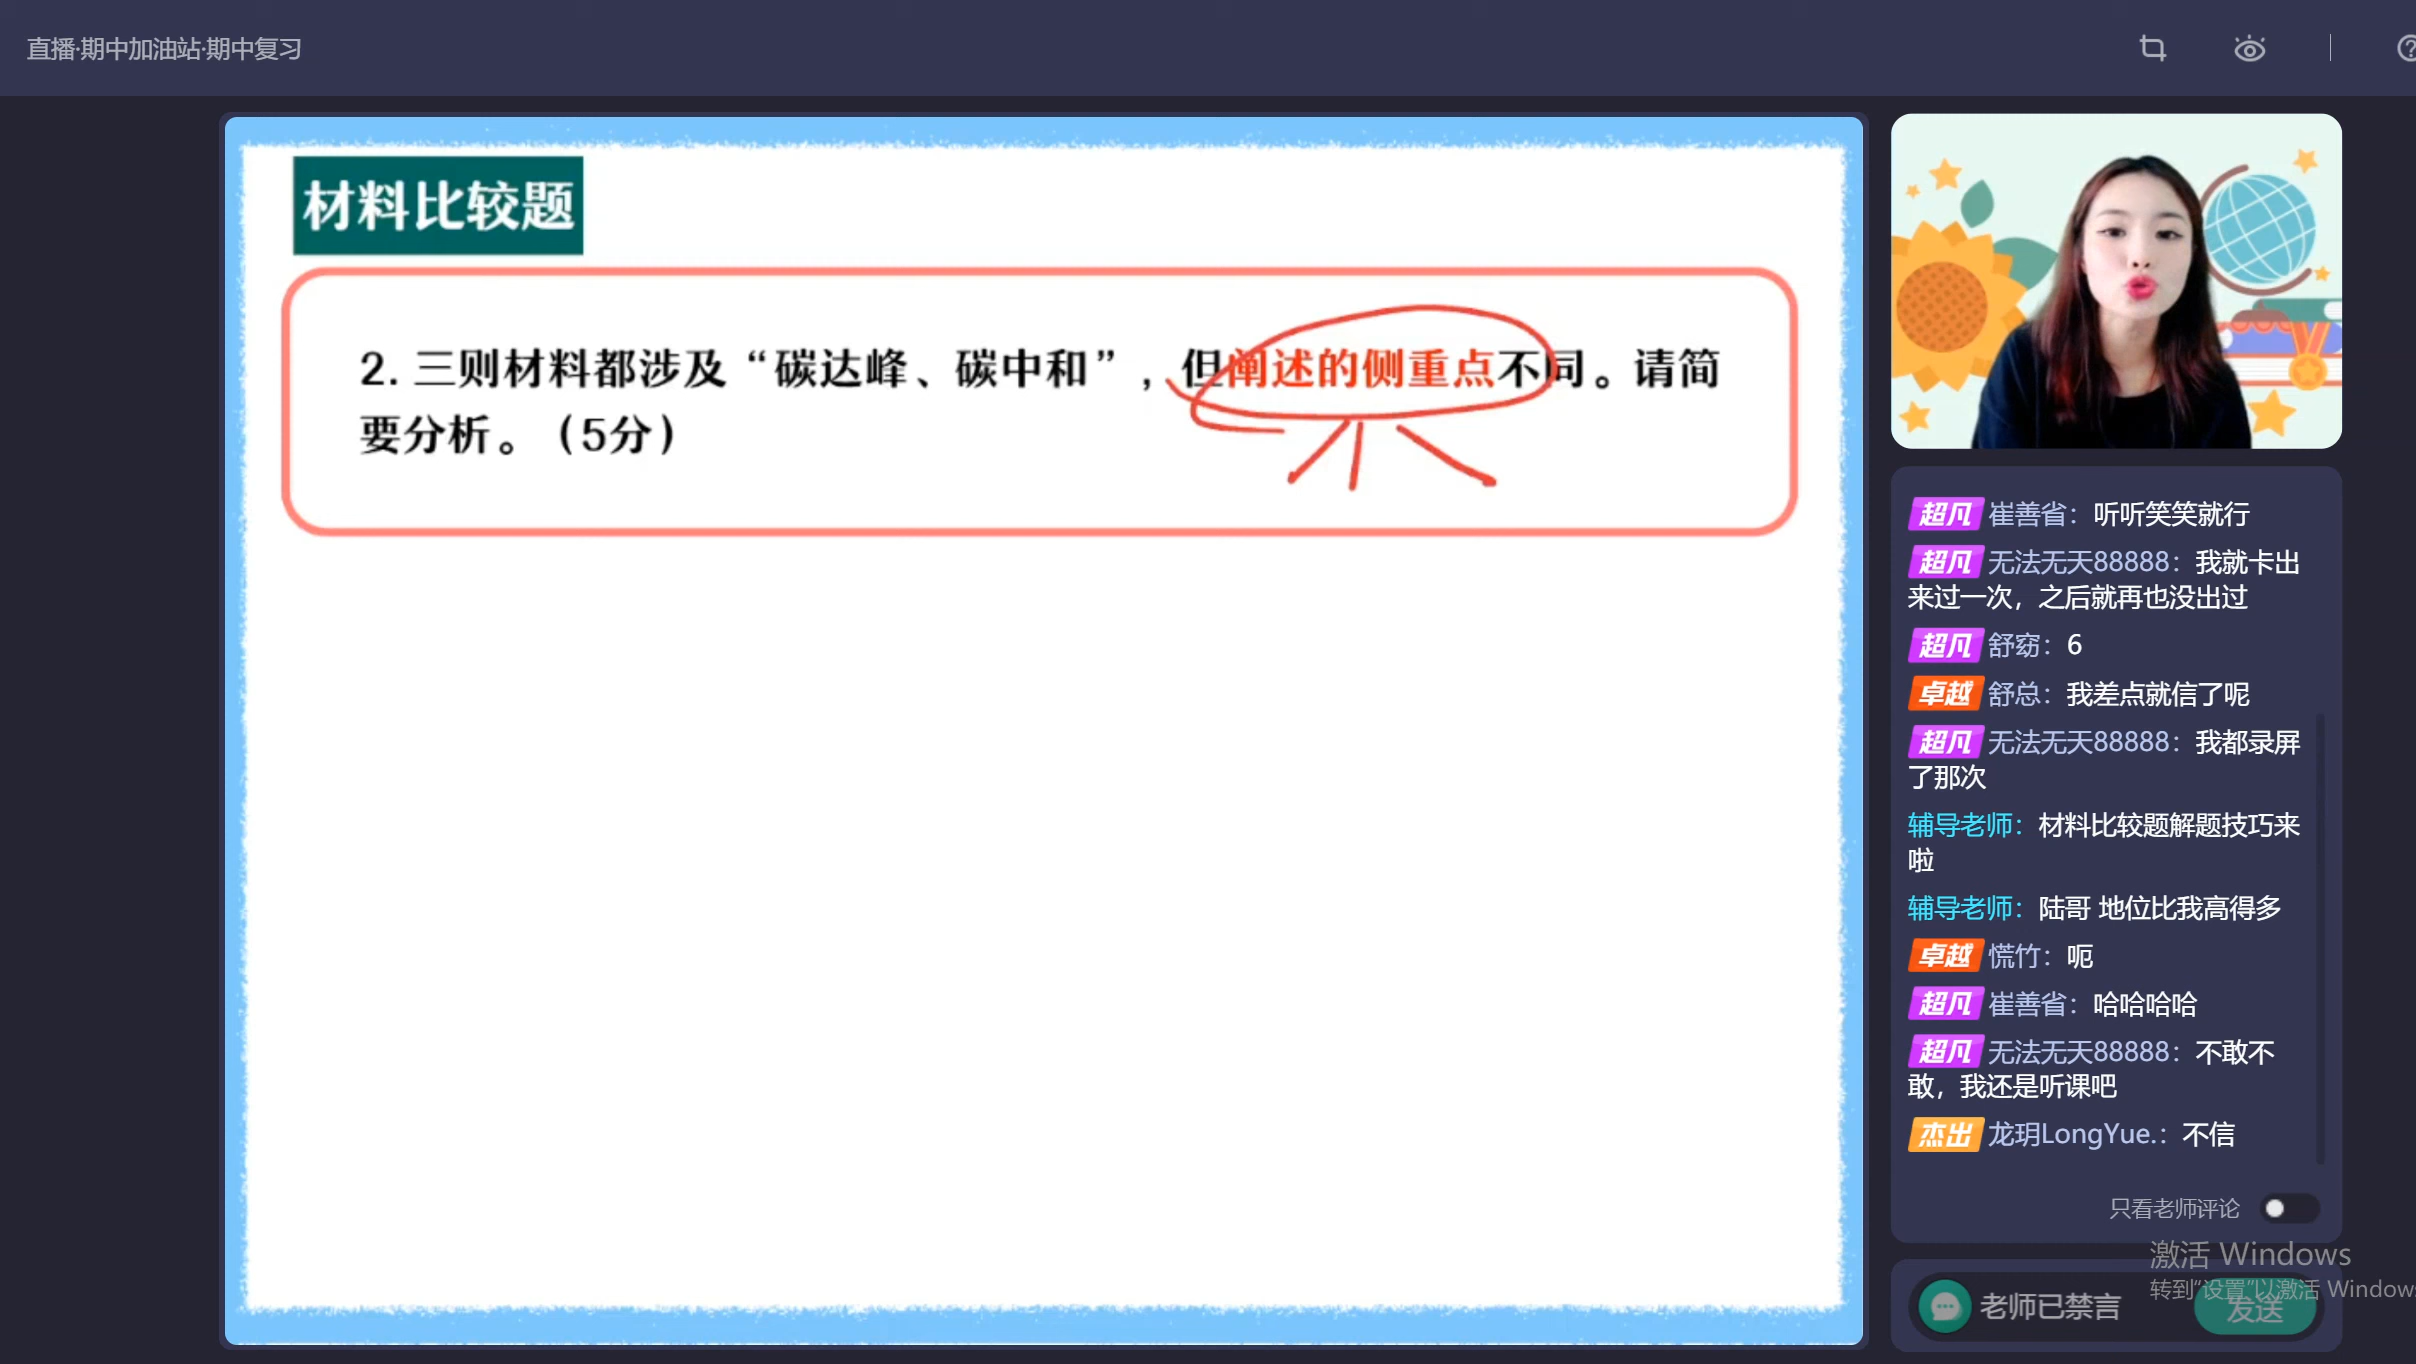 直播·期中加油站·期中复习
材料比较题
2. 三则材料都涉及“碳达峰、碳中和”，但阐述的侧重点不同。请简
要分析。（5分）
超凡 崔善省：听听笑笑就行
超凡 无法无天88888：我就卡出
来过一次，之后就再也没出过
超凡 舒窈：6
卓越 舒总：我差点就信了呢
超凡 无法无天88888：我都录屏
了那次
辅导老师：材料比较题解题技巧来
啦
辅导老师：陆哥 地位比我高得多
卓越 慌竹：呃
超凡 崔善省：哈哈哈哈
超凡 无法无天88888：不敢不
敢，我还是听课吧
杰出 龙玥LongYue.：不信
只看老师评论
激活 Windows
转到“设置”以激活 Windows
老师已禁言
发送